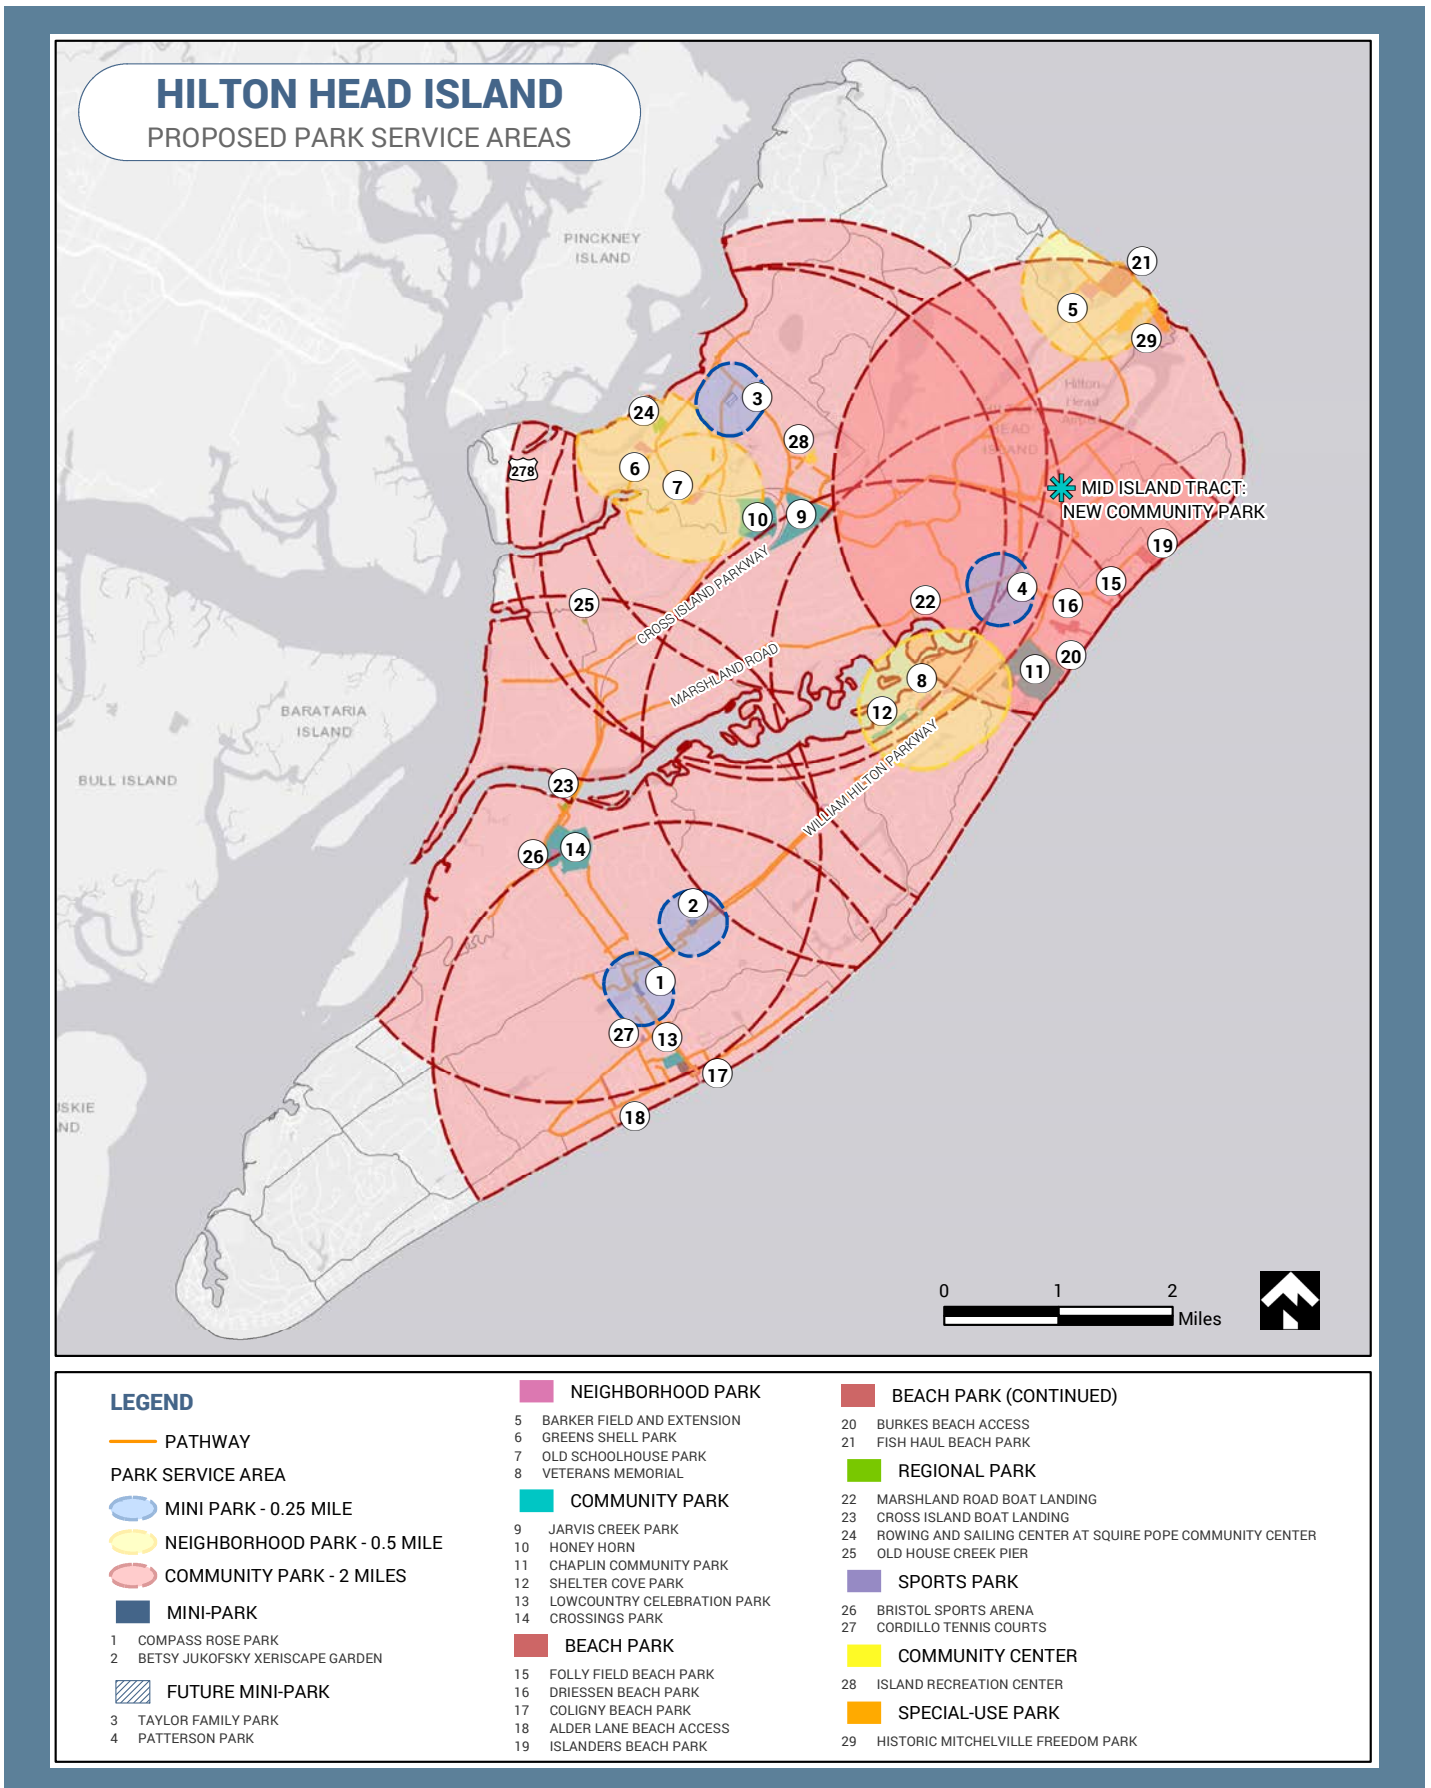 HILTON HEAD ISLAND
PROPOSED PARK SERVICE AREAS
PINCKNEY
ISLAND
21
5
29
Hilton
Head
Airport
HEAD
ISLAND
3
24
28
278
6
7
10
9
MID ISLAND TRACT:
NEW COMMUNITY PARK
19
15
4
16
22
25
CROSS ISLAND PARKWAY
MARSHLAND ROAD
20
11
8
12
WILLIAM HILTON PARKWAY
BARATARIA
ISLAND
BULL ISLAND
23
26
14
2
1
27
13
17
18
USKIE
ND
0 1 2
Miles
LEGEND
PATHWAY
PARK SERVICE AREA
MINI PARK - 0.25 MILE
NEIGHBORHOOD PARK - 0.5 MILE
COMMUNITY PARK - 2 MILES
MINI-PARK
1 COMPASS ROSE PARK
2 BETSY JUKOFSKY XERISCAPE GARDEN
FUTURE MINI-PARK
3 TAYLOR FAMILY PARK
4 PATTERSON PARK
NEIGHBORHOOD PARK
5 BARKER FIELD AND EXTENSION
6 GREENS SHELL PARK
7 OLD SCHOOLHOUSE PARK
8 VETERANS MEMORIAL
COMMUNITY PARK
9 JARVIS CREEK PARK
10 HONEY HORN
11 CHAPLIN COMMUNITY PARK
12 SHELTER COVE PARK
13 LOWCOUNTRY CELEBRATION PARK
14 CROSSINGS PARK
BEACH PARK
15 FOLLY FIELD BEACH PARK
16 DRIESSEN BEACH PARK
17 COLIGNY BEACH PARK
18 ALDER LANE BEACH ACCESS
19 ISLANDERS BEACH PARK
BEACH PARK (CONTINUED)
20 BURKES BEACH ACCESS
21 FISH HAUL BEACH PARK
REGIONAL PARK
22 MARSHLAND ROAD BOAT LANDING
23 CROSS ISLAND BOAT LANDING
24 ROWING AND SAILING CENTER AT SQUIRE POPE COMMUNITY CENTER
25 OLD HOUSE CREEK PIER
SPORTS PARK
26 BRISTOL SPORTS ARENA
27 CORDILLO TENNIS COURTS
COMMUNITY CENTER
28 ISLAND RECREATION CENTER
SPECIAL-USE PARK
29 HISTORIC MITCHELVILLE FREEDOM PARK